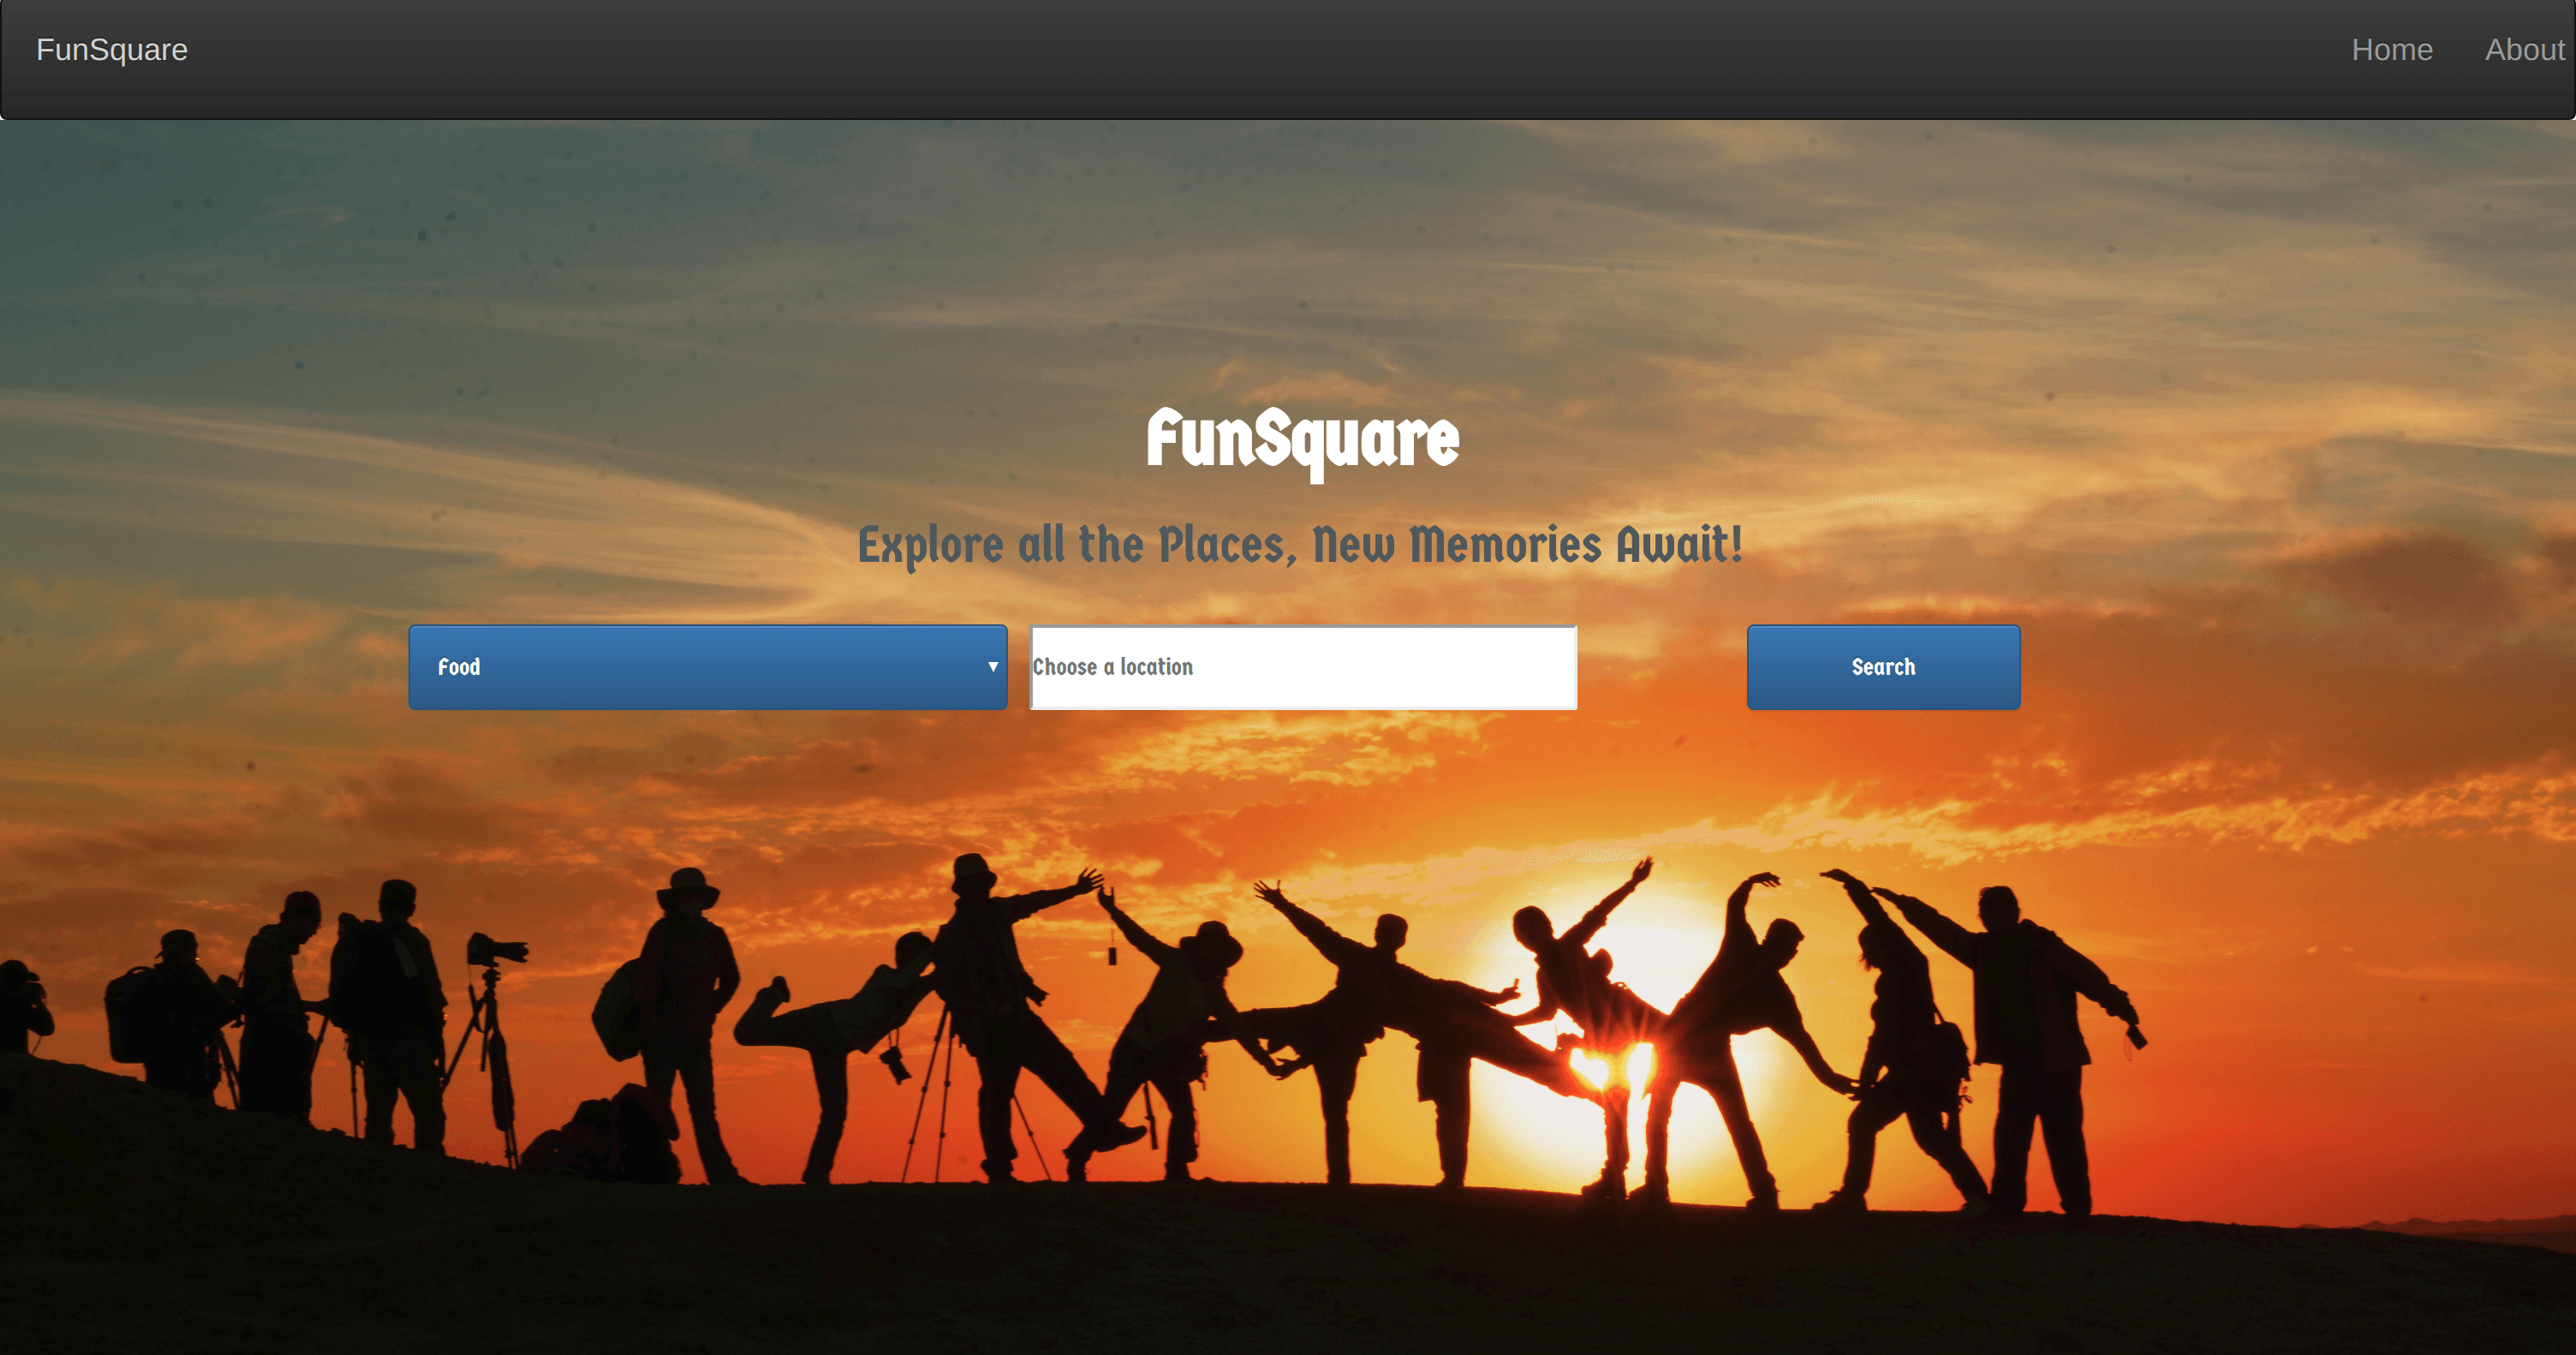 FunSquare Home About
FunSquare
Explore all the Places, New Memories Await!
Food Choose a location Search